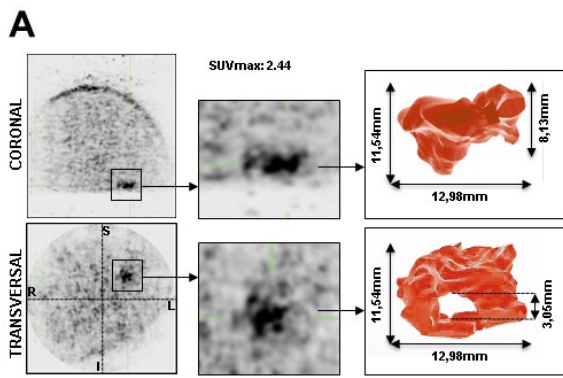 A
SUVmax: 2.44
CORONAL
11,54mm
8,13mm
12,98mm
TRANSVERSAL
S
R
L
I
11,54mm
3,05mm
12,98mm